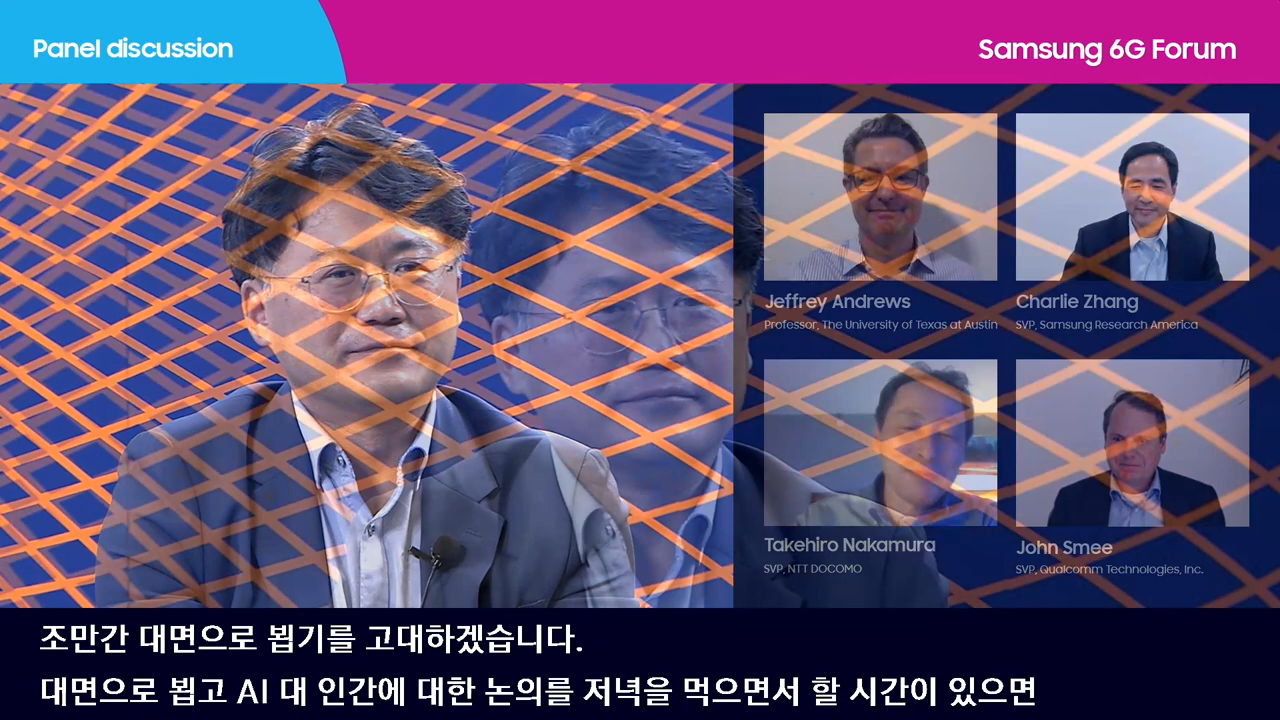 Panel discussion
Samsung 6G Forum
Jeffrey Andrews
Professor, The University of Texas at Austin
Charlie Zhang
SVP, Samsung Research America
Takehiro Nakamura
SVP, NTT DOCOMO
John Smee
SVP, Qualcomm Technologies, Inc.
조만간 대면으로 뵙기를 고대하겠습니다.
대면으로 뵙고 AI 대 인간에 대한 논의를 저녁을 먹으면서 할 시간이 있으면